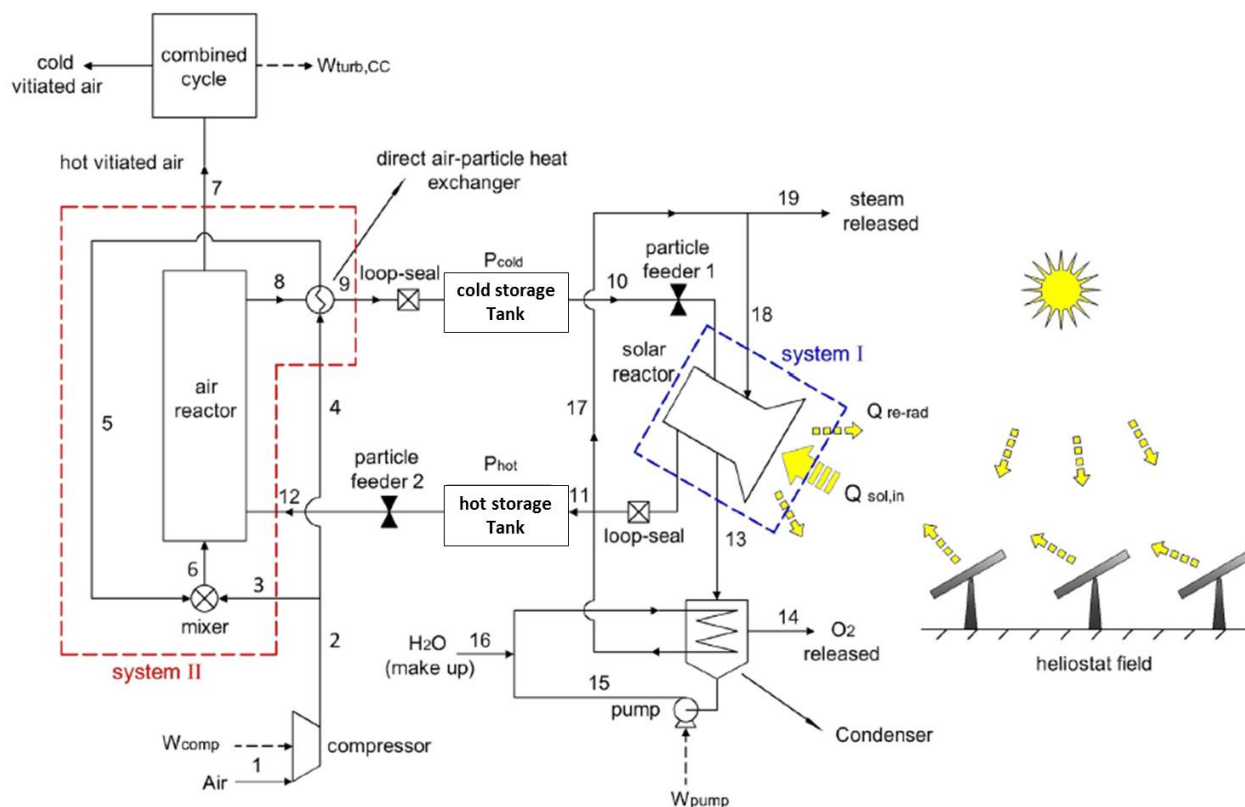 combined
cycle
cold
vitiated air
Wturb,CC
hot vitiated air
7
direct air-particle heat
exchanger
19
steam
released
particle
feeder 1
Pcold
loop-seal
8
9
10
cold storage
Tank
18
system I
solar
reactor
air
reactor
5
4
17
Q re-rad
Q sol,in
particle
feeder 2
Phot
12
11
hot storage
Tank
loop-seal
13
6
3
mixer
system II
2
H2O
(make up)
16
14
O2
released
15
pump
heliostat field
Condenser
Wcomp
compressor
Air
1
Wpump